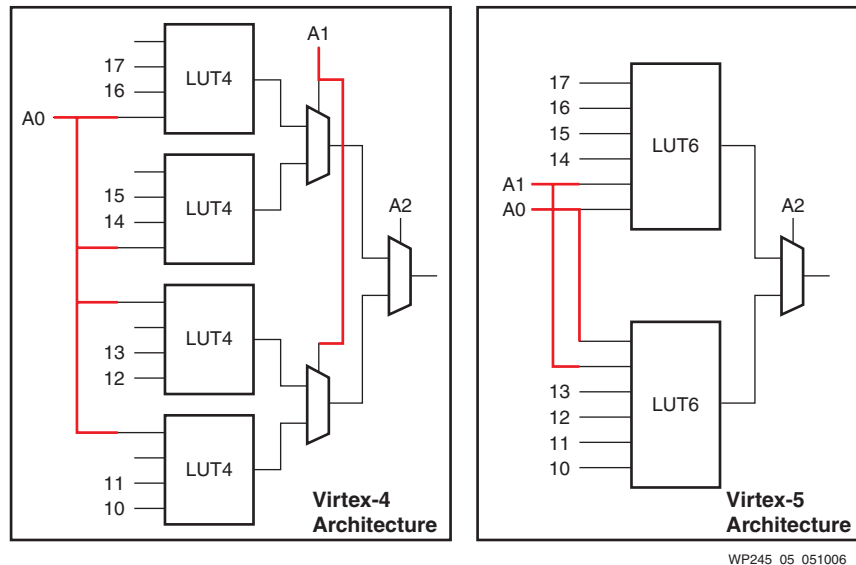 A1
17
16
LUT4
A0
15
14
LUT4
A2
13
12
LUT4
11
10
LUT4
Virtex-4
Architecture
17
16
15
14
LUT6
A1
A0
A2
13
12
11
10
LUT6
Virtex-5
Architecture
WP245_05_051006